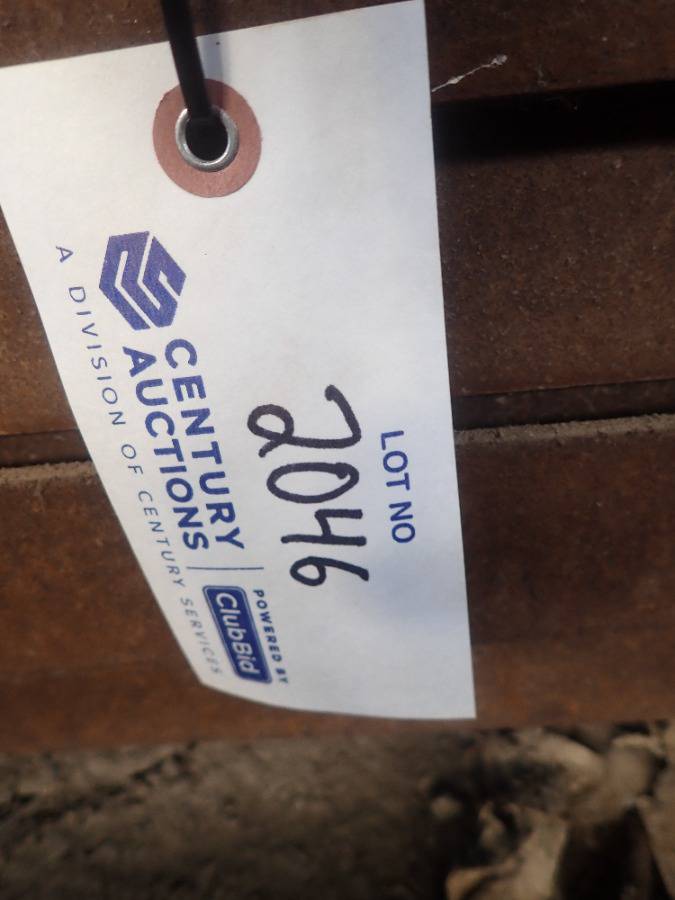 LOT NO
2046
CENTURY
AUCTIONS
POWERED BY
ClubBid
A DIVISION OF CENTURY SERVICES